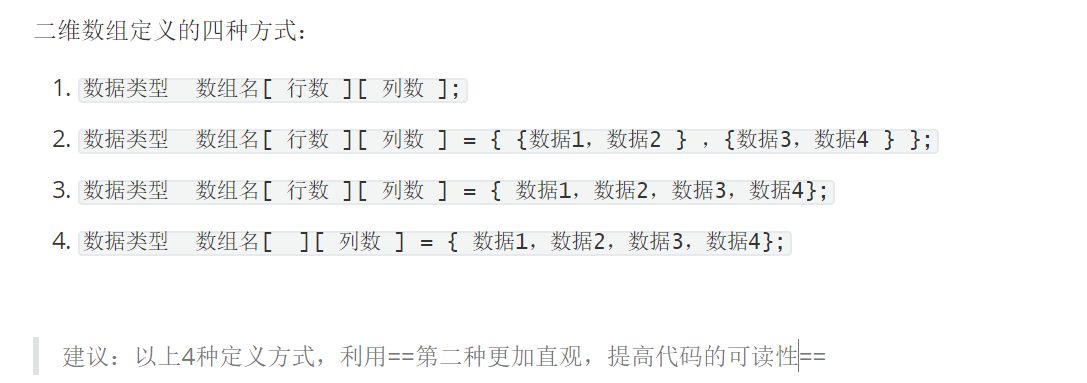 二维数组定义的四种方式：
1. 数据类型  数组名[ 行数 ][ 列数 ];
2. 数据类型  数组名[ 行数 ][ 列数 ] = { {数据1，数据2 } ，{数据3，数据4 } };
3. 数据类型  数组名[ 行数 ][ 列数 ] = { 数据1，数据2，数据3，数据4};
4. 数据类型  数组名[  ][ 列数 ] = { 数据1，数据2，数据3，数据4};
建议：以上4种定义方式，利用==第二种更加直观，提高代码的可读性==